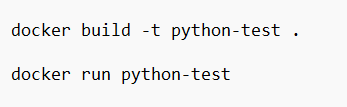 docker build -t python-test .
docker run python-test